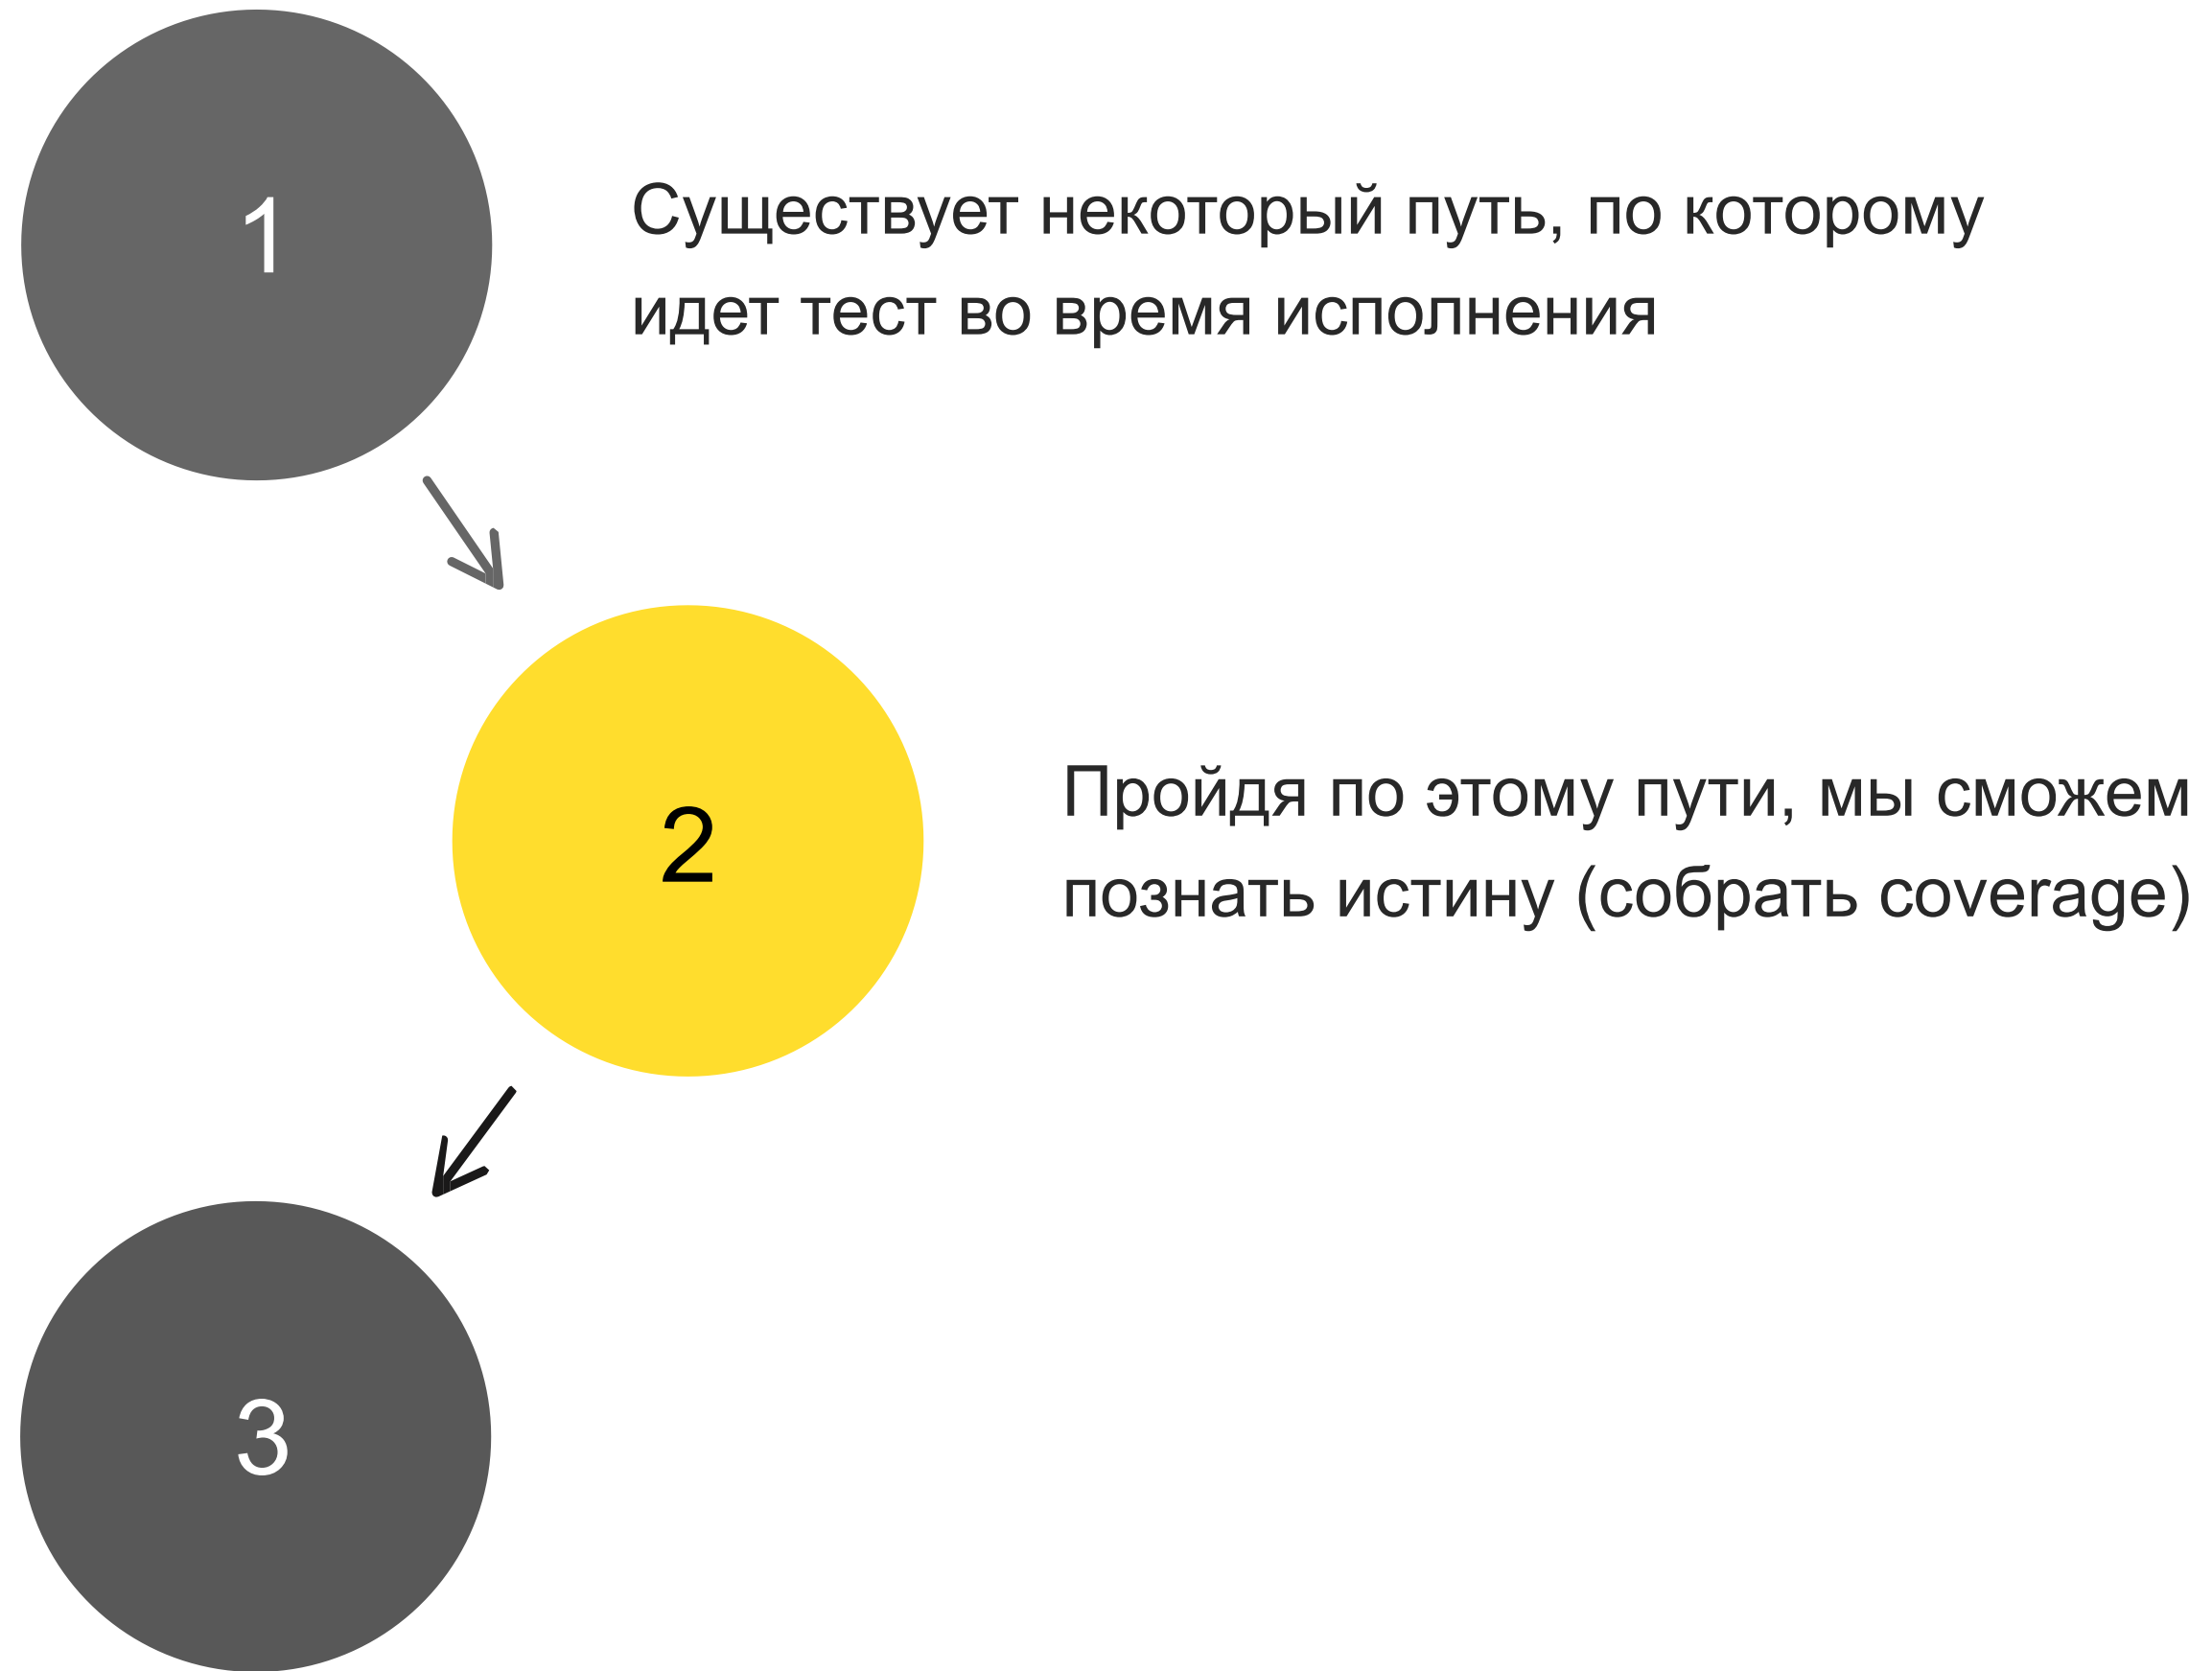 1
Существует некоторый путь, по которому
идет тест во время исполнения
2
Пройдя по этому пути, мы сможем
познать истину (собрать coverage)
3